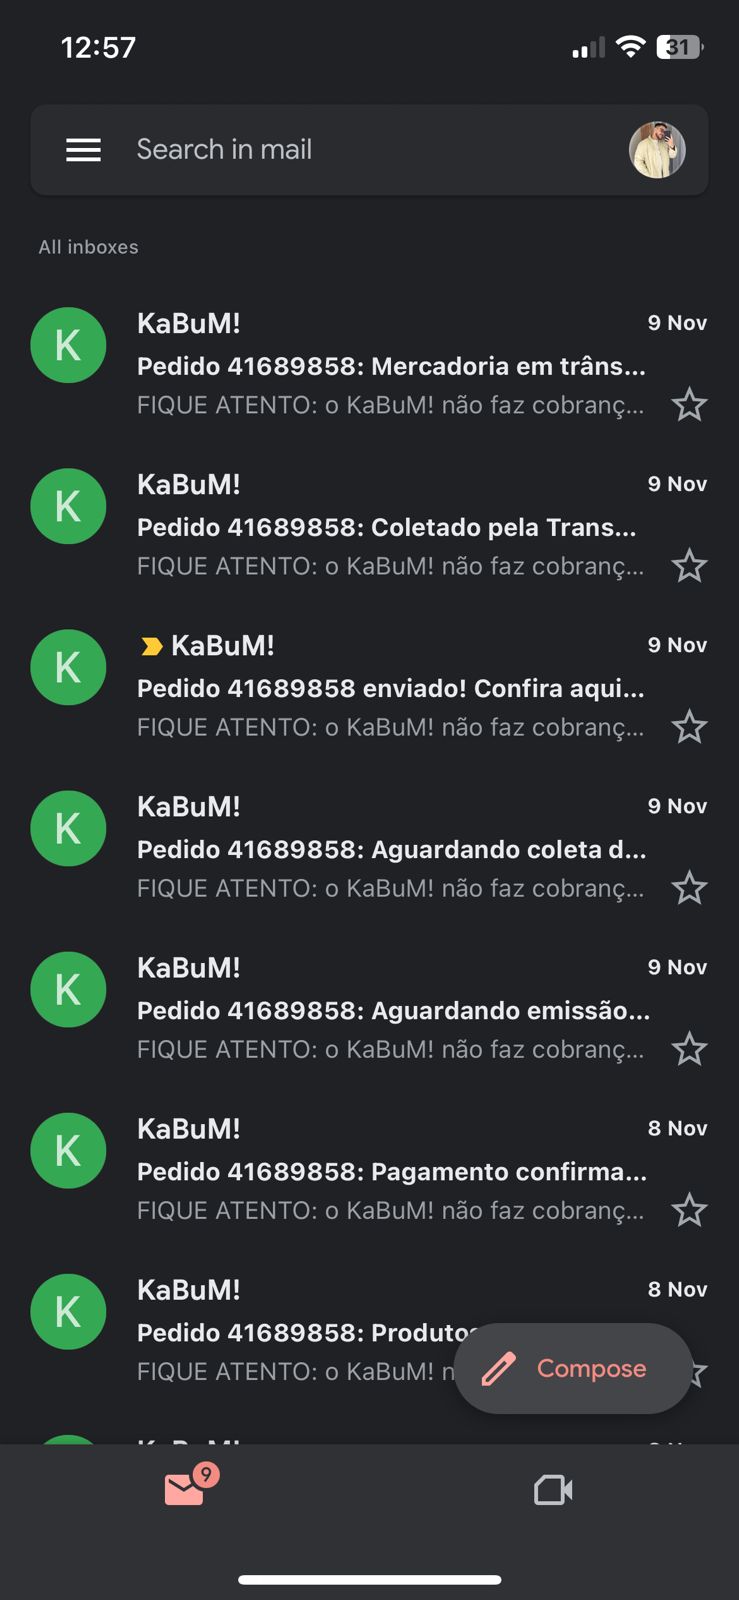 12:57
31
Search in mail
All inboxes
K
KaBuM!
9 Nov
Pedido 41689858: Mercadoria em trâns...
FIQUE ATENTO: o KaBuM! não faz cobranç...
K
KaBuM!
9 Nov
Pedido 41689858: Coletado pela Trans...
FIQUE ATENTO: o KaBuM! não faz cobranç...
K
KaBuM!
9 Nov
Pedido 41689858 enviado! Confira aqui...
FIQUE ATENTO: o KaBuM! não faz cobranç...
K
KaBuM!
9 Nov
Pedido 41689858: Aguardando coleta d...
FIQUE ATENTO: o KaBuM! não faz cobranç...
K
KaBuM!
9 Nov
Pedido 41689858: Aguardando emissão...
FIQUE ATENTO: o KaBuM! não faz cobranç...
K
KaBuM!
8 Nov
Pedido 41689858: Pagamento confirma...
FIQUE ATENTO: o KaBuM! não faz cobranç...
K
KaBuM!
8 Nov
Pedido 41689858: Produtos
FIQUE ATENTO: o KaBuM!
Compose
9